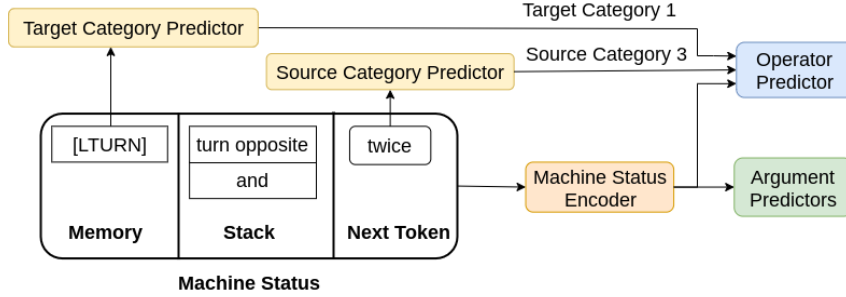 Target Category 1
Target Category Predictor
Source Category 3
Source Category Predictor
Operator
Predictor
[LTURN]
turn opposite
and
twice
Machine Status
Encoder
Argument
Predictors
Memory
Stack
Next Token
Machine Status